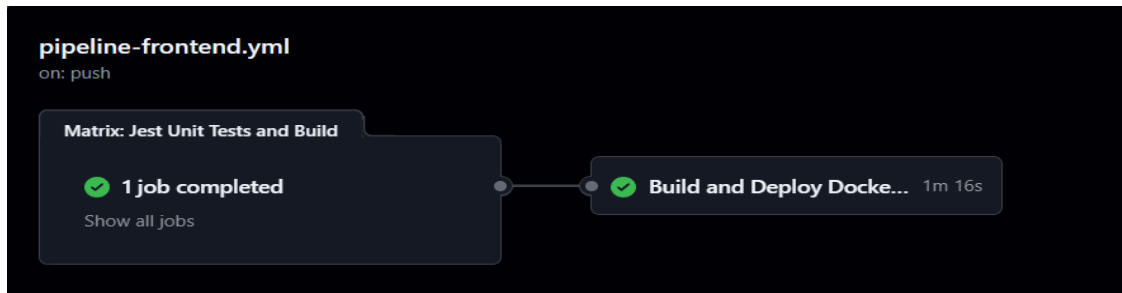 pipeline-frontend.yml
on: push
Matrix: Jest Unit Tests and Build
1 job completed
Show all jobs
Build and Deploy Docke... 1m 16s